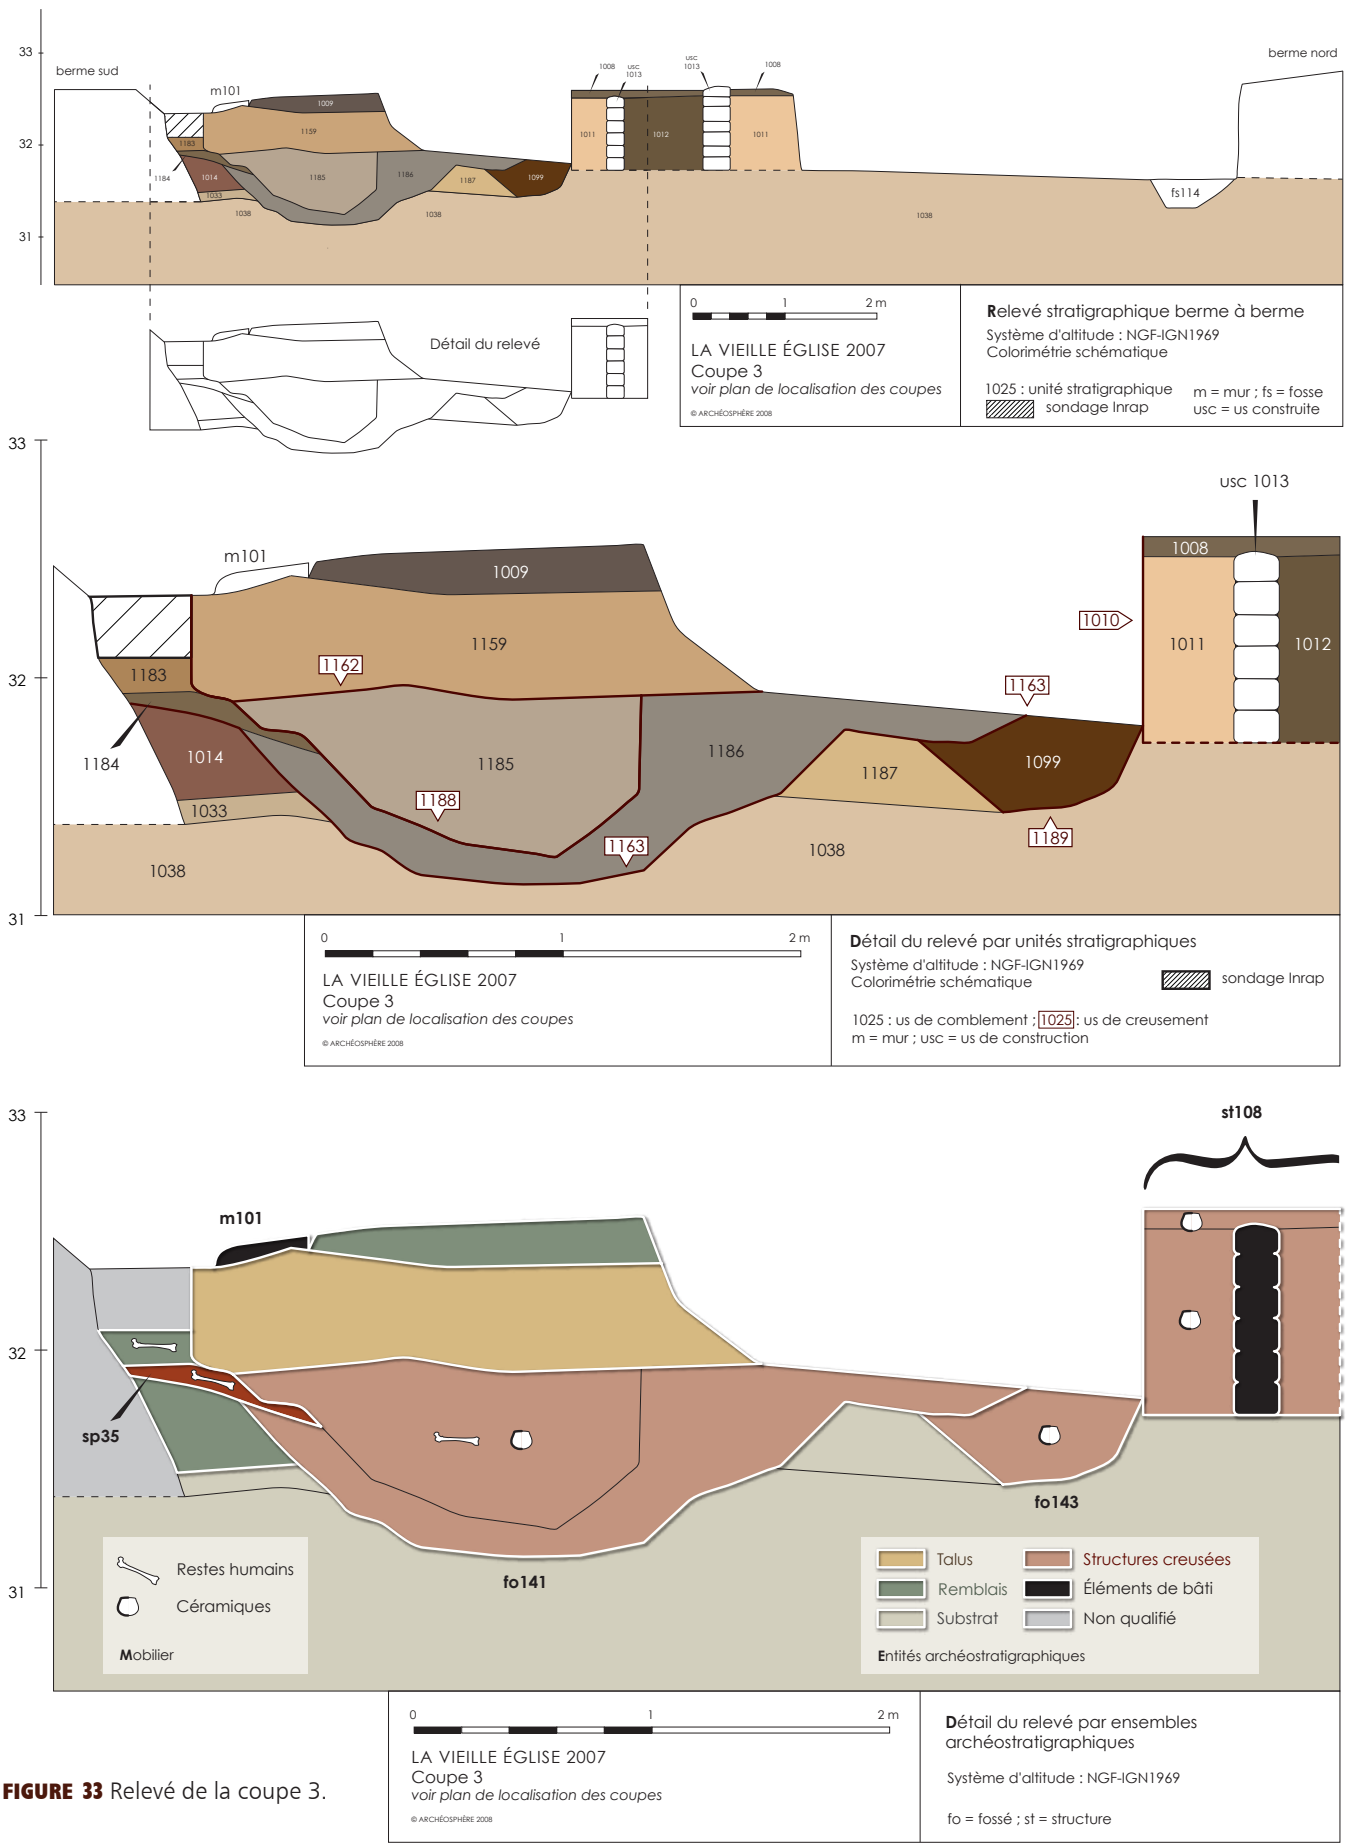 33
berme sud
m101
1009
1159
1183
1184
1014
1033
1038
1185
1186
1187
1099
1038
1008
usc
1013
usc
1013
1008
1011
1012
1011
berme nord
fs114
1038
32
31
Détail du relevé
0 1 2 m
LA VIEILLE ÉGLISE 2007
Coupe 3
voir plan de localisation des coupes
© ARCHÉOSPHÈRE 2008
Relevé stratigraphique berme à berme
Système d'altitude : NGF-IGN1969
Colorimétrie schématique
1025 : unité stratigraphique
sondage Inrap
m = mur ; fs = fosse
usc = us construite
33
usc 1013
m101
1009
1008
1010
1011
1012
1159
1162
1183
32
1163
1184
1014
1185
1186
1187
1099
1033
1188
1163
1189
1038
1038
31
0 1 2 m
LA VIEILLE ÉGLISE 2007
Coupe 3
voir plan de localisation des coupes
© ARCHÉOSPHÈRE 2008
Détail du relevé par unités stratigraphiques
Système d'altitude : NGF-IGN1969
Colorimétrie schématique
sondage Inrap
1025 : us de comblement ; 1025 : us de creusement
m = mur ; usc = us de construction
33
st108
m101
32
sp35
fo143
fo141
31
Restes humains
Céramiques
Mobilier
Talus
Structures creusées
Remblais
Éléments de bâti
Substrat
Non qualifié
Entités archéostratigraphiques
0 1 2 m
LA VIEILLE ÉGLISE 2007
Coupe 3
voir plan de localisation des coupes
© ARCHÉOSPHÈRE 2008
Détail du relevé par ensembles
archéostratigraphiques
Système d'altitude : NGF-IGN1969
fo = fossé ; st = structure
FIGURE 33 Relevé de la coupe 3.